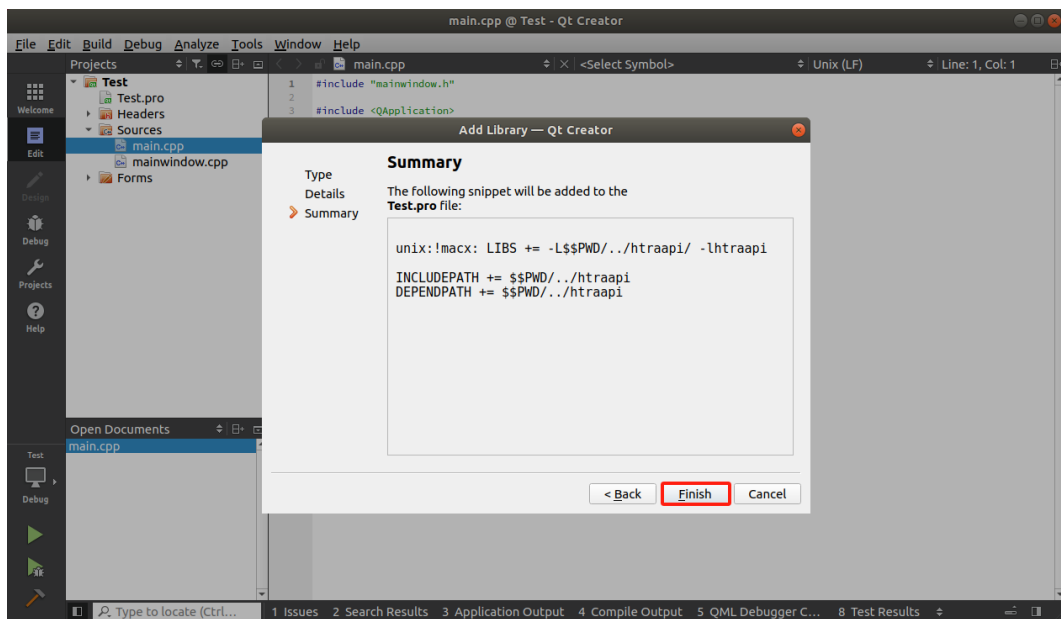 main.cpp @ Test - Qt Creator
File Edit Build Debug Analyze Tools Window Help
Projects
main.cpp
<Select Symbol>
Unix (LF)
Line: 1, Col: 1
Welcome
Edit
Design
Debug
Projects
Help
Test
Test.pro
Headers
Sources
main.cpp
mainwindow.cpp
Forms
1 #include "mainwindow.h"
2
3 #include <QApplication>
Add Library — Qt Creator
Type
Details
Summary
Summary
The following snippet will be added to the
Test.pro file:
unix:!macx: LIBS += -L$$PWD/../htraapi/ -lhtraapi
INCLUDEPATH += $$PWD/../htraapi
DEPENDPATH += $$PWD/../htraapi
< Back
Finish
Cancel
Open Documents
main.cpp
Test
Debug
Type to locate (Ctrl...
1 Issues 2 Search Results 3 Application Output 4 Compile Output 5 QML Debugger C... 8 Test Results